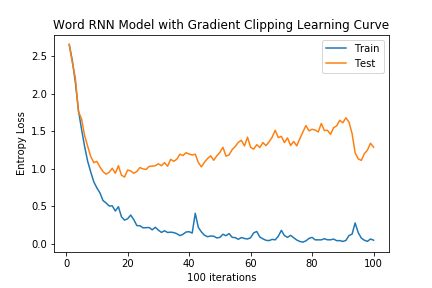 Word RNN Model with Gradient Clipping Learning Curve
Train
Test
Entropy Loss
2.5
2.0
1.5
1.0
0.5
0.0
0 20 40 60 80 100
100 iterations